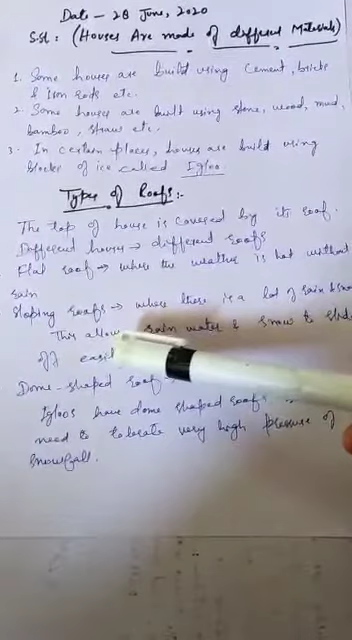 Date - 28 June, 2020
S.st : (Houses Are made of different Materials)
1. Some houses are build using cement, bricks
& iron rods etc.
2. Some houses are built using stone, wood, mud,
bamboo, straw etc.
3. In certain places, houses are build using
blocks of ice called Igloo.
Types of Roofs:-
The top of house is covered by its roof.
Different houses → different roofs
Flat roof → where the weather is hot without
rain
Sloping roofs → where there is a lot of rain &
This allow rain water & snow to
off
Dome-shaped roof
Igloos have dome shaped roofs
need to tolerate very high pressure of
snowfall.